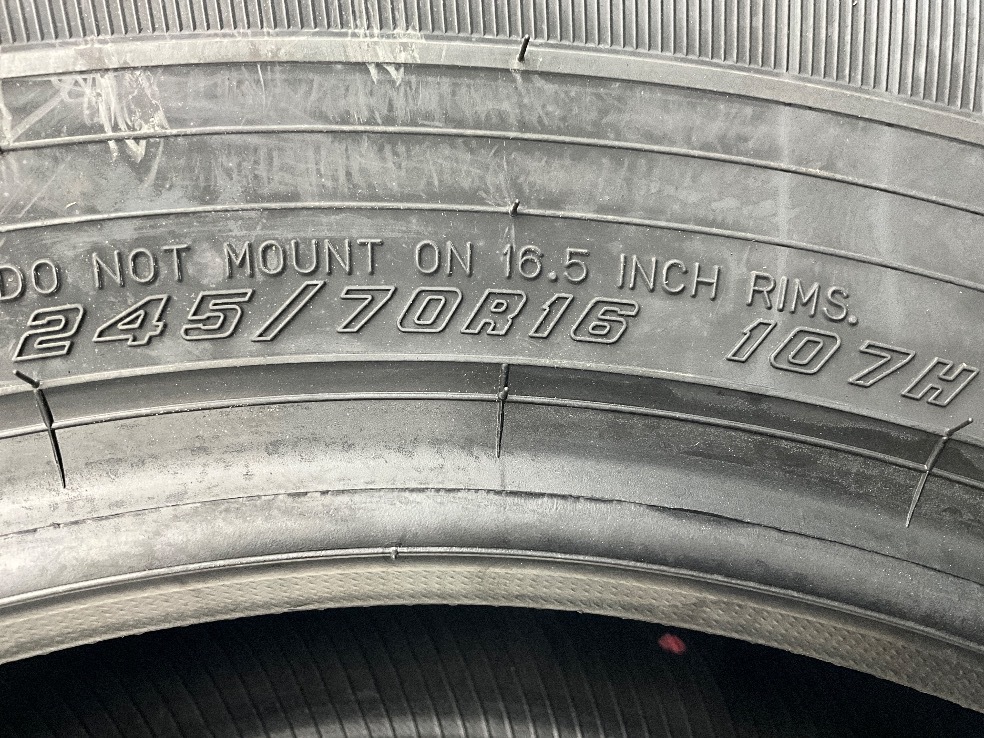 DO NOT MOUNT ON 16.5 INCH RIMS.
245/70R16 107H